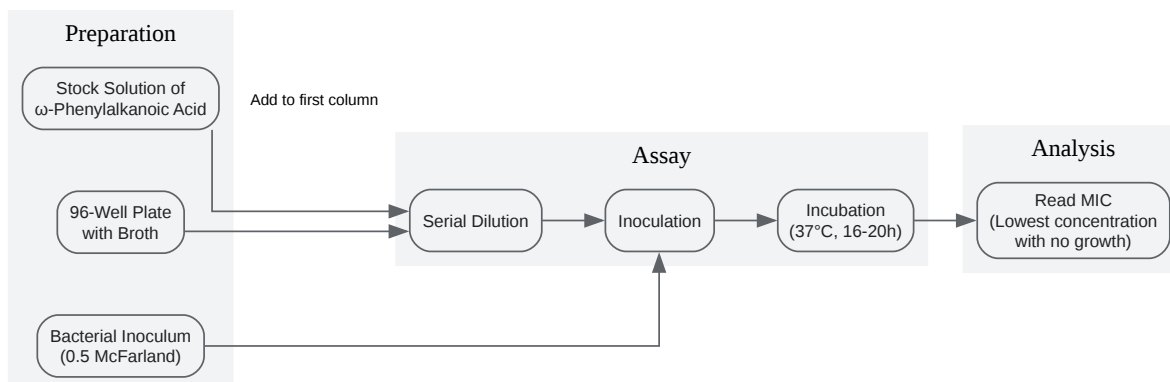 Preparation
Stock Solution of
ω-Phenylalkanoic Acid
Add to first column
96-Well Plate
with Broth
Bacterial Inoculum
(0.5 McFarland)
Assay
Serial Dilution
Inoculation
Incubation
(37°C, 16-20h)
Analysis
Read MIC
(Lowest concentration
with no growth)